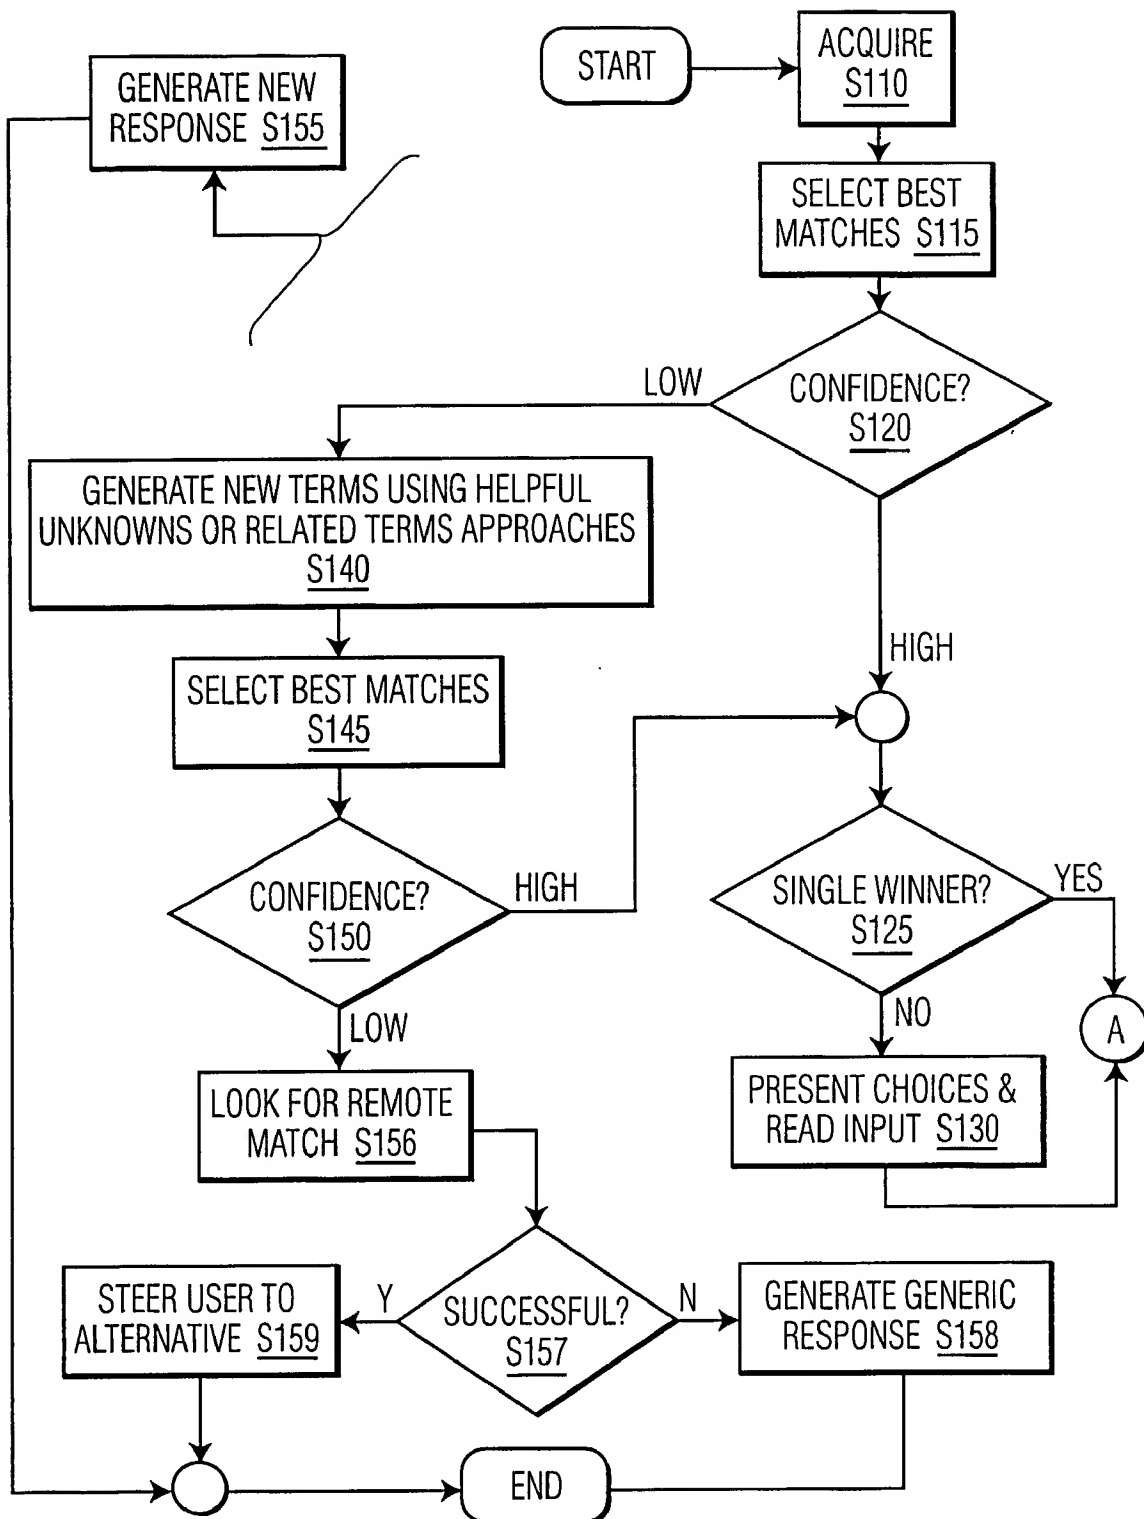 START
ACQUIRE
S110
GENERATE NEW
RESPONSE S155
SELECT BEST
MATCHES S115
CONFIDENCE?
S120
LOW
HIGH
GENERATE NEW TERMS USING HELPFUL
UNKNOWNS OR RELATED TERMS APPROACHES
S140
SELECT BEST MATCHES
S145
CONFIDENCE?
S150
HIGH
LOW
SINGLE WINNER?
S125
YES
NO
A
PRESENT CHOICES &
READ INPUT S130
LOOK FOR REMOTE
MATCH S156
SUCCESSFUL?
S157
Y
N
STEER USER TO
ALTERNATIVE S159
GENERATE GENERIC
RESPONSE S158
END